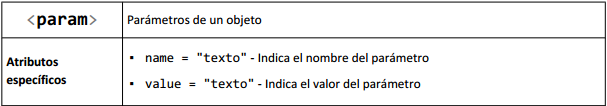 <param> Parámetros de un objeto
Atributos
específicos
▪ name = "texto" - Indica el nombre del parámetro
▪ value = "texto" - Indica el valor del parámetro